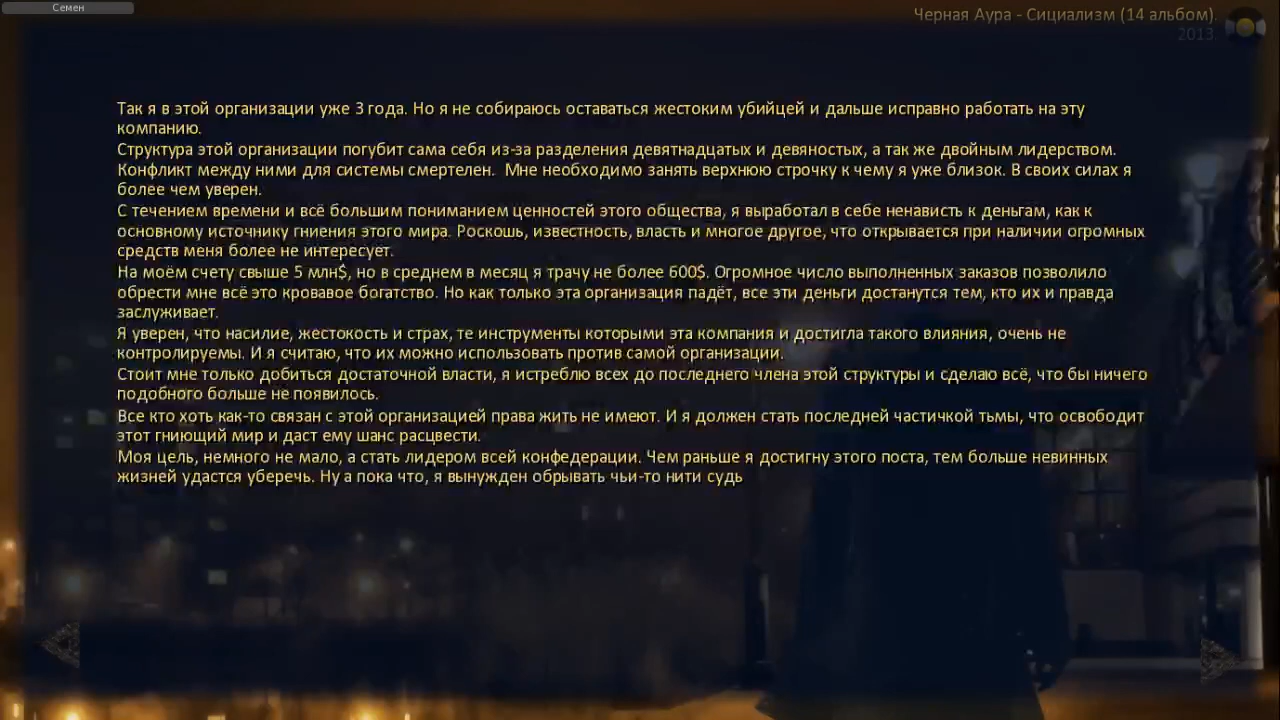 Семен
Черная Аура - Сициализм (14 альбом).
2013.
Так я в этой организации уже 3 года. Но я не собираюсь оставаться жестоким убийцей и дальше исправно работать на эту
компанию.
Структура этой организации погубит сама себя из-за разделения девятнадцатых и девяностых, а так же двойным лидерством.
Конфликт между ними для системы смертелен.  Мне необходимо занять верхнюю строчку к чему я уже близок. В своих силах я
более чем уверен.
С течением времени и всё большим пониманием ценностей этого общества, я выработал в себе ненависть к деньгам, как к
основному источнику гниения этого мира. Роскошь, известность, власть и многое другое, что открывается при наличии огромных
средств меня более не интересует.
На моём счету свыше 5 млн$, но в среднем в месяц я трачу не более 600$. Огромное число выполненных заказов позволило
обрести мне всё это кровавое богатство. Но как только эта организация падёт, все эти деньги достанутся тем, кто их и правда
заслуживает.
Я уверен, что насилие, жестокость и страх, те инструменты которыми эта компания и достигла такого влияния, очень не
контролируемы. И я считаю, что их можно использовать против самой организации.
Стоит мне только добиться достаточной власти, я истреблю всех до последнего члена этой структуры и сделаю всё, что бы ничего
подобного больше не появилось.
Все кто хоть как-то связан с этой организацией права жить не имеют. И я должен стать последней частичкой тьмы, что освободит
этот гниющий мир и даст ему шанс расцвести.
Моя цель, немного не мало, а стать лидером всей конфедерации. Чем раньше я достигну этого поста, тем больше невинных
жизней удастся уберечь. Ну а пока что, я вынужден обрывать чьи-то нити судь